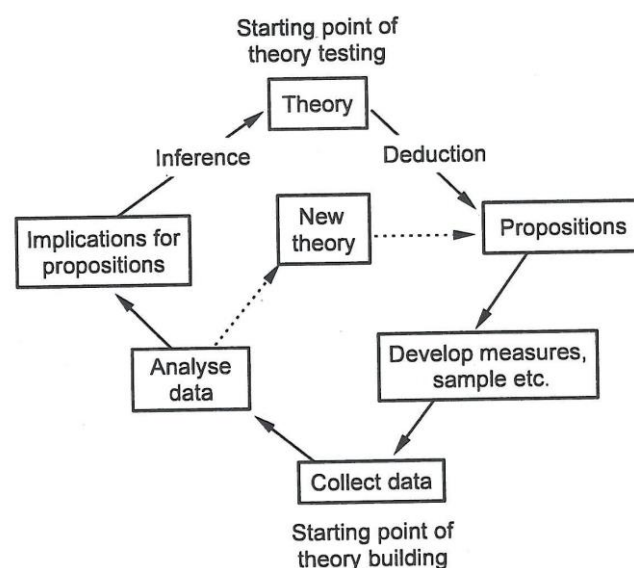 Starting point of
theory testing
Theory
Inference
Deduction
New
theory
Propositions
Implications for
propositions
Analyse
data
Develop measures,
sample etc.
Collect data
Starting point of
theory building